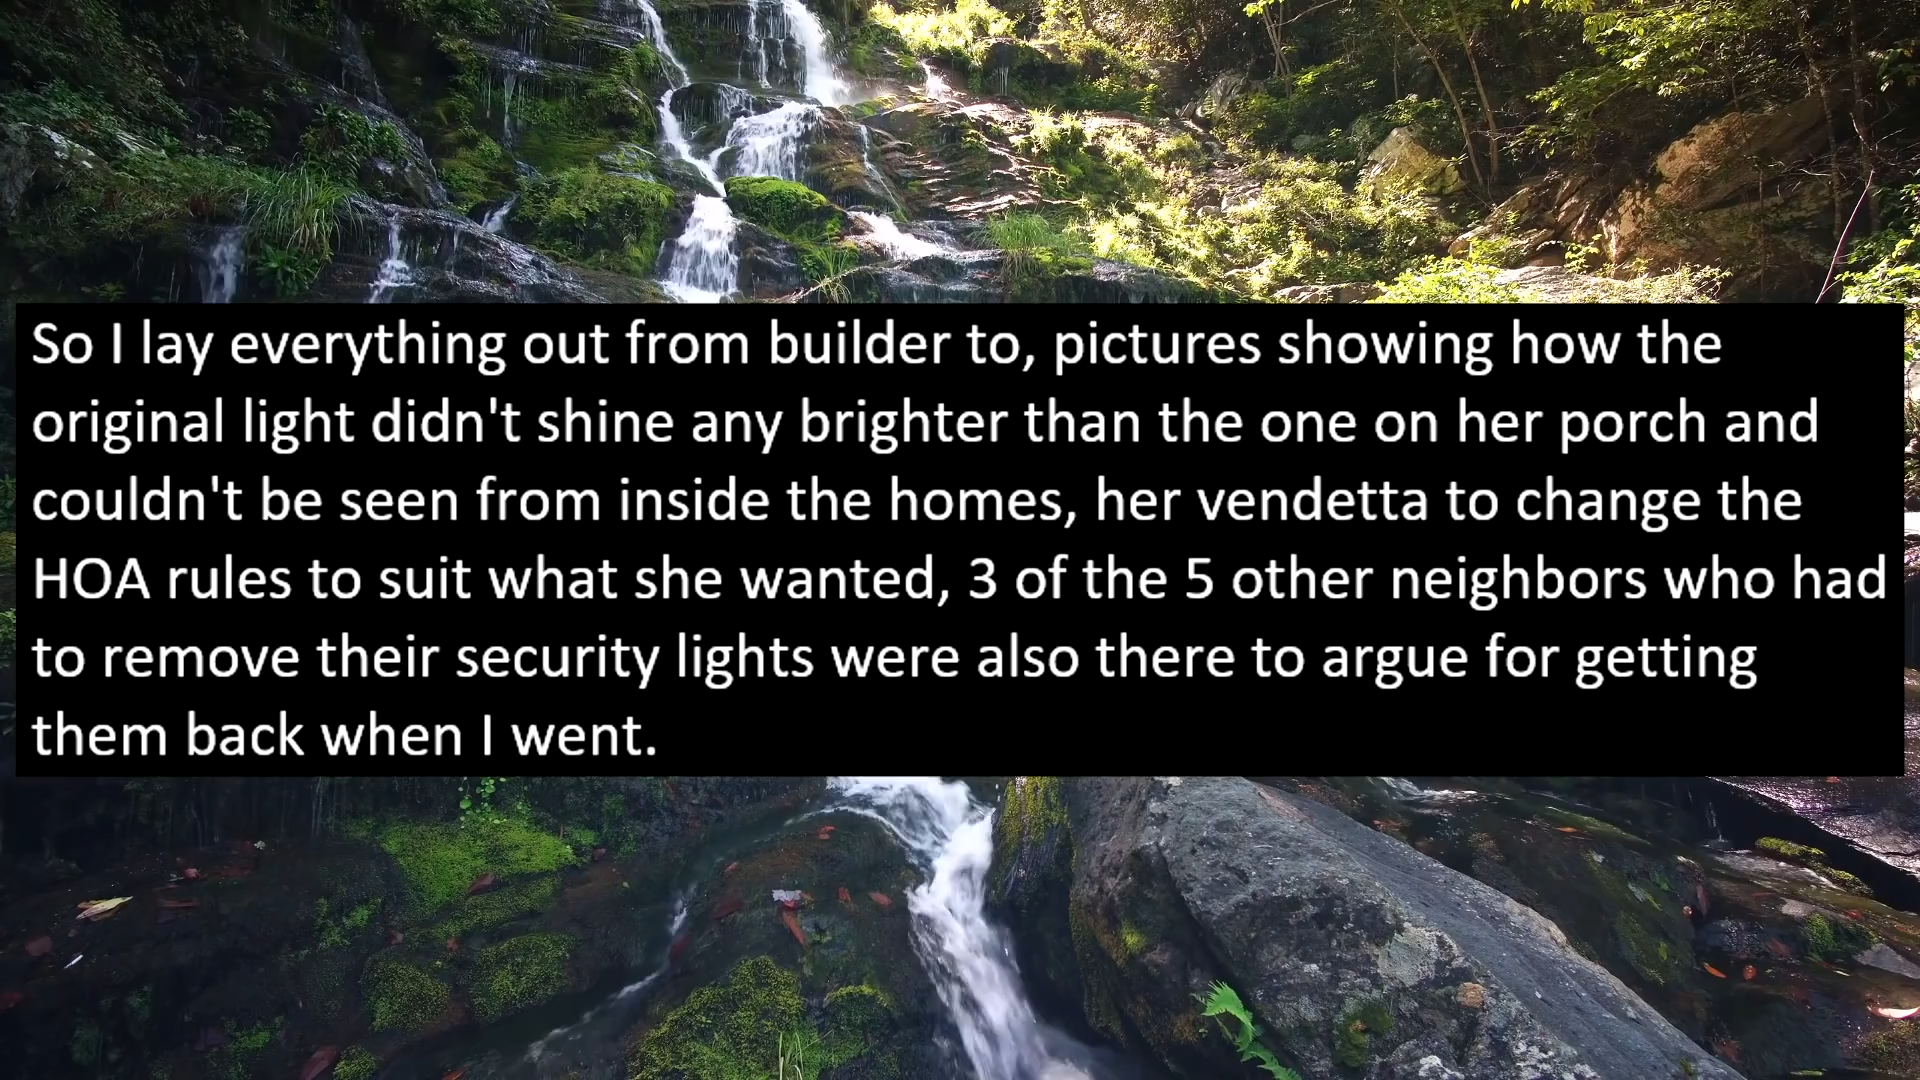 So I lay everything out from builder to, pictures showing how the
original light didn't shine any brighter than the one on her porch and
couldn't be seen from inside the homes, her vendetta to change the
HOA rules to suit what she wanted, 3 of the 5 other neighbors who had
to remove their security lights were also there to argue for getting
them back when I went.